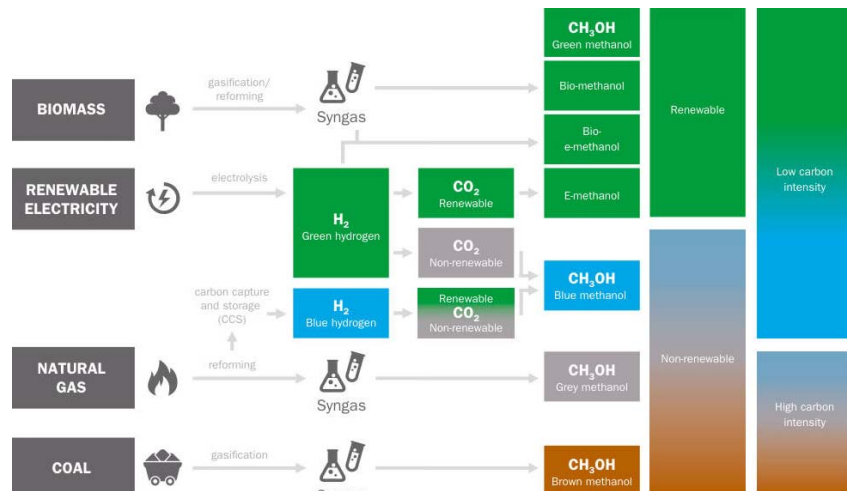 CH3OH
Green methanol
gasification/
reforming
BIOMASS
Syngas
Bio-methanol
Renewable
Bio-
e-methanol
RENEWABLE
ELECTRICITY
electrolysis
H2
Green hydrogen
CO2
Renewable
E-methanol
Low carbon
intensity
CO2
Non-renewable
CH3OH
Blue methanol
carbon capture
and storage
(CCS)
H2
Blue hydrogen
Renewable
CO2
Non-renewable
NATURAL
GAS
reforming
Syngas
CH3OH
Grey methanol
Non-renewable
High carbon
intensity
COAL
gasification
CH3OH
Brown methanol